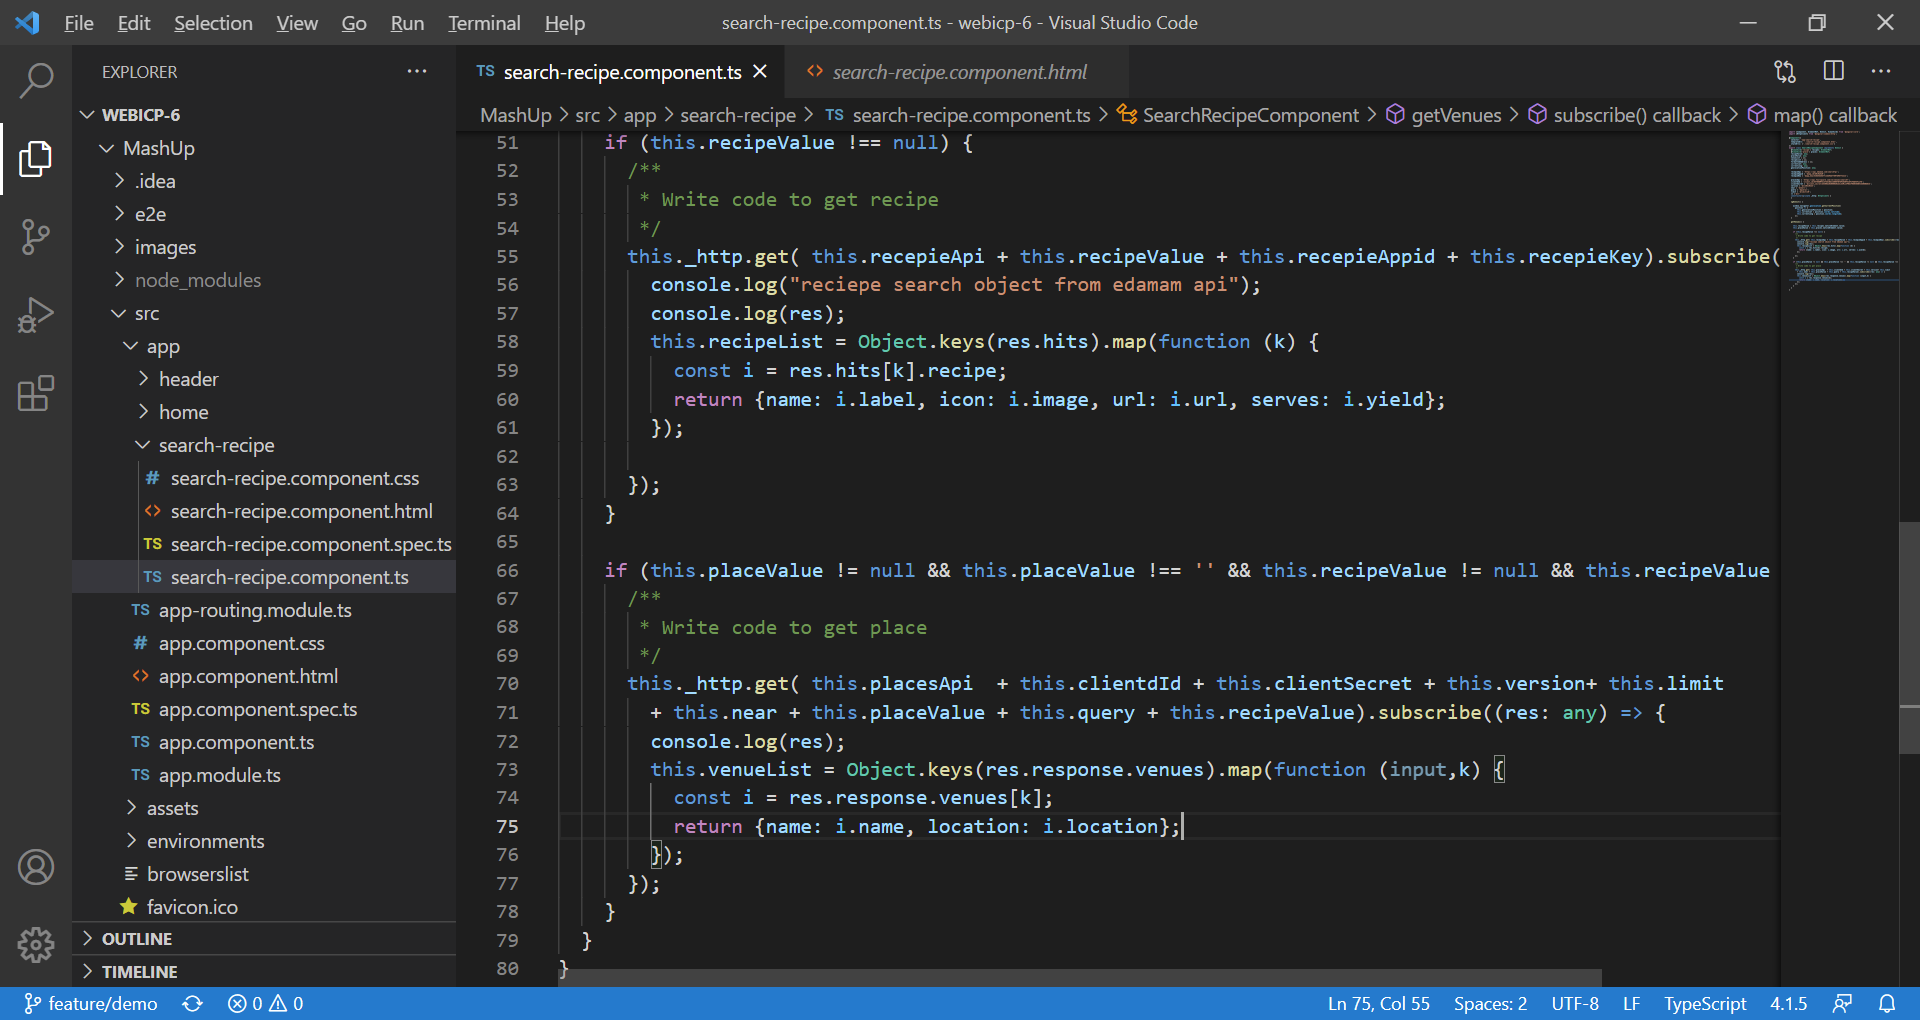 File Edit Selection View Go Run Terminal Help search-recipe.component.ts - webicp-6 - Visual Studio Code
EXPLORER
WEBICP-6
MashUp
.idea
e2e
images
node_modules
src
app
header
home
search-recipe
# search-recipe.component.css
<> search-recipe.component.html
TS search-recipe.component.spec.ts
TS search-recipe.component.ts
TS app-routing.module.ts
# app.component.css
<> app.component.html
TS app.component.spec.ts
TS app.component.ts
TS app.module.ts
assets
environments
browserslist
favicon.ico
OUTLINE
TIMELINE
TS search-recipe.component.ts <> search-recipe.component.html
MashUp > src > app > search-recipe > TS search-recipe.component.ts > SearchRecipeComponent > getVenues > subscribe() callback > map() callback
51 if (this.recipeValue !== null) {
52 /**
53 * Write code to get recipe
54 */
55 this._http.get( this.recepieApi + this.recipeValue + this.recepieAppid + this.recepieKey).subscribe(
56 console.log("reciepe search object from edamam api");
57 console.log(res);
58 this.recipeList = Object.keys(res.hits).map(function (k) {
59 const i = res.hits[k].recipe;
60 return {name: i.label, icon: i.image, url: i.url, serves: i.yield};
61 });
62
63 });
64 }
65
66 if (this.placeValue != null && this.placeValue !== '' && this.recipeValue != null && this.recipeValue
67 /**
68 * Write code to get place
69 */
70 this._http.get( this.placesApi  + this.clientdId + this.clientSecret + this.version+ this.limit
71 + this.near + this.placeValue + this.query + this.recipeValue).subscribe((res: any) => {
72 console.log(res);
73 this.venueList = Object.keys(res.response.venues).map(function (input,k) {
74 const i = res.response.venues[k];
75 return {name: i.name, location: i.location};
76 });
77 });
78 }
79 }
80 }
feature/demo 0 0 Ln 75, Col 55 Spaces: 2 UTF-8 LF TypeScript 4.1.5